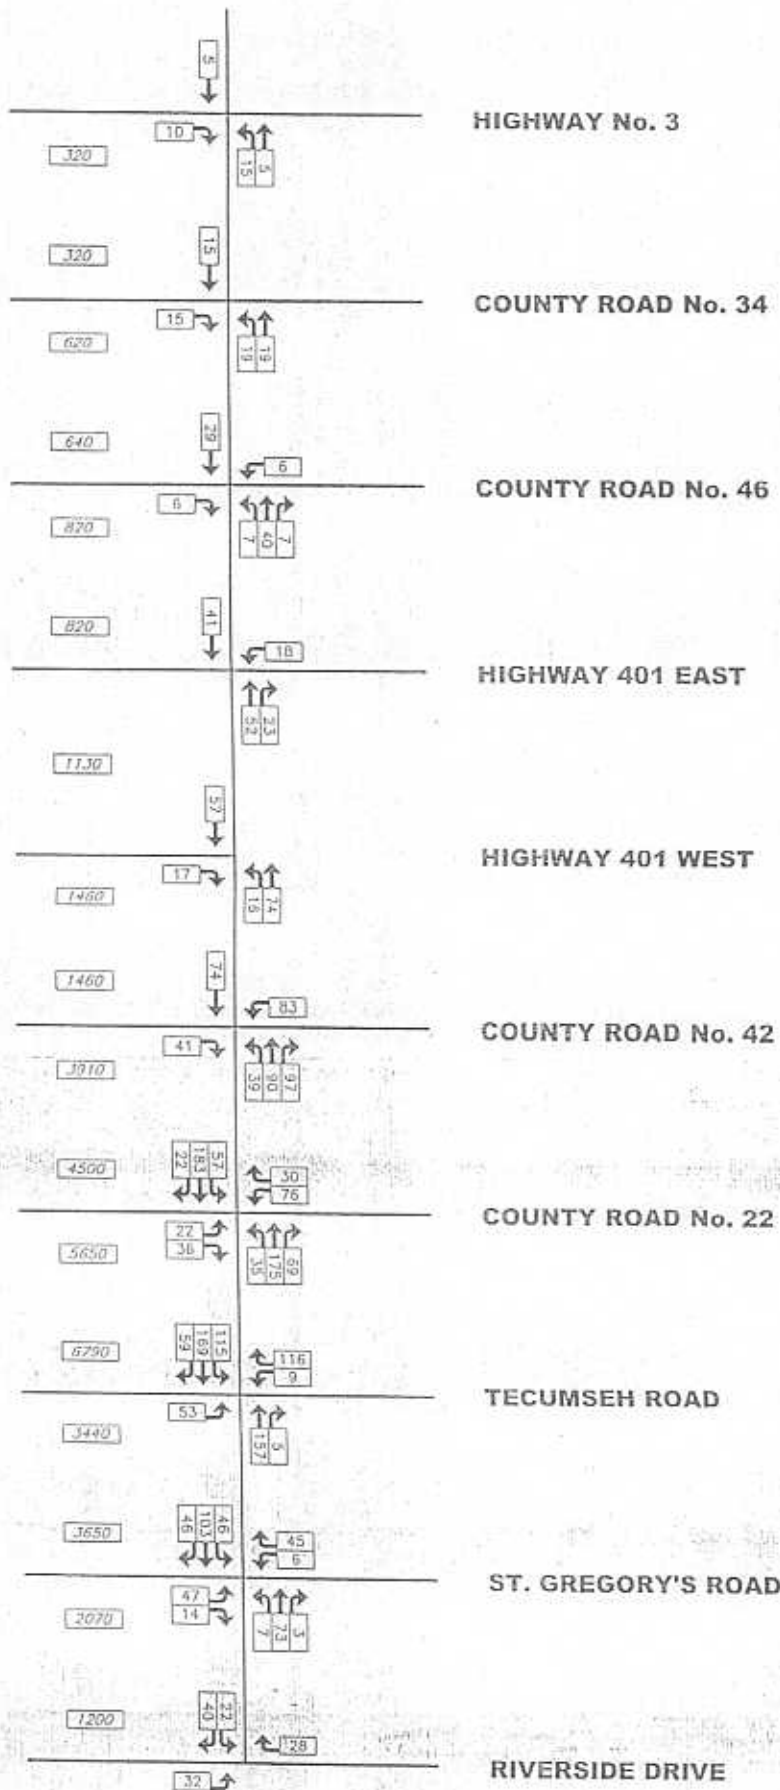 5
HIGHWAY No. 3
10
320
15 5
320
15
COUNTY ROAD No. 34
15
620
19 19
640
29
6
COUNTY ROAD No. 46
6
820
7 40 7
820
41
18
HIGHWAY 401 EAST
52 23
1130
57
HIGHWAY 401 WEST
17
1460
16 74
1460
74
83
COUNTY ROAD No. 42
41
3910
39 90 97
4500
22 183 57
30
76
COUNTY ROAD No. 22
22
36
5650
35 175 59
6790
59 169 115
116
9
TECUMSEH ROAD
53
3440
157 5
3650
46 103 46
45
6
ST. GREGORY'S ROAD
47
14
2070
7 73 3
1200
40 22
28
RIVERSIDE DRIVE
32